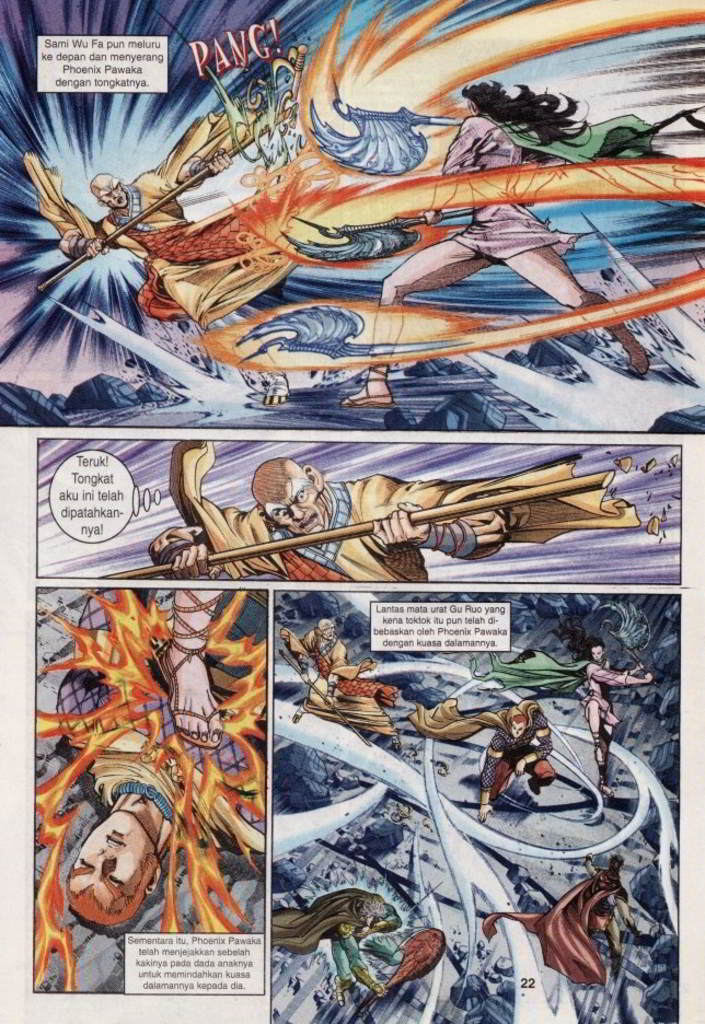 Sami Wu Fa pun meluru
ke depan dan menyerang
Phoenix Pawaka
dengan tongkatnya.
PANG!
Teruk!
Tongkat
aku ini telah
dipatahkan-
nya!
Lantas mata urat Gu Ruo yang
kena toktok itu pun telah di-
bebaskan oleh Phoenix Pawaka
dengan kuasa dalamannya.
Sementara itu, Phoenix Pawaka
telah menjejakkan sebelah
kakinya pada dada anaknya
untuk memindahkan kuasa
dalamannya kepada dia.
22